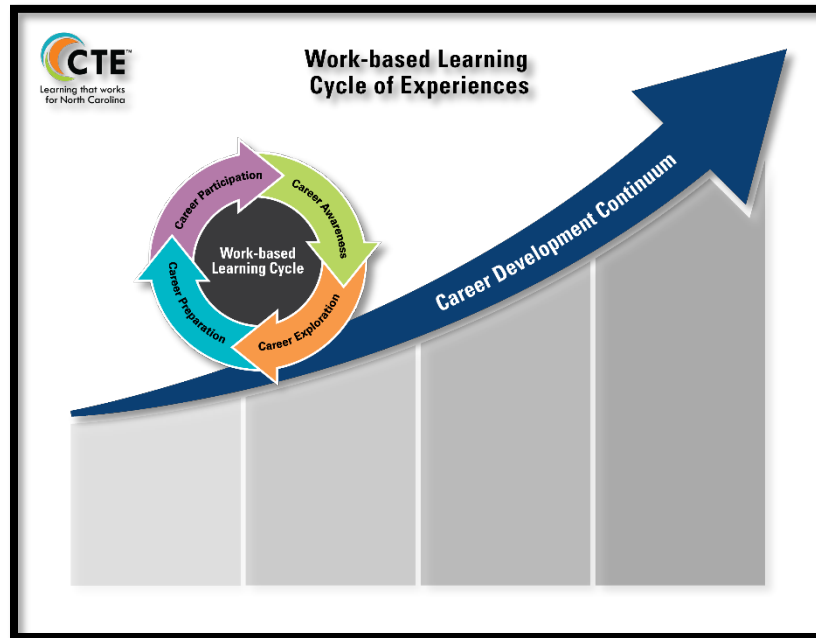 CTE™
Learning that works
for North Carolina
Work-based Learning
Cycle of Experiences
Career Participation
Career Awareness
Work-based
Learning Cycle
Career Preparation
Career Exploration
Career Development Continuum